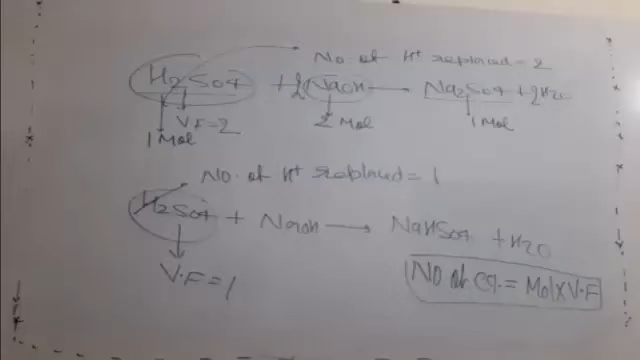 No. of H+ replaced = 2
H2SO4 + 2NaOH → Na2SO4 + 2H2O
V.F=2
1 Mol 2 Mol 1 Mol
No. of H+ replaced = 1
H2SO4 + NaOH → NaHSO4 + H2O
V.F=1
No of eq. = Mol x V.F